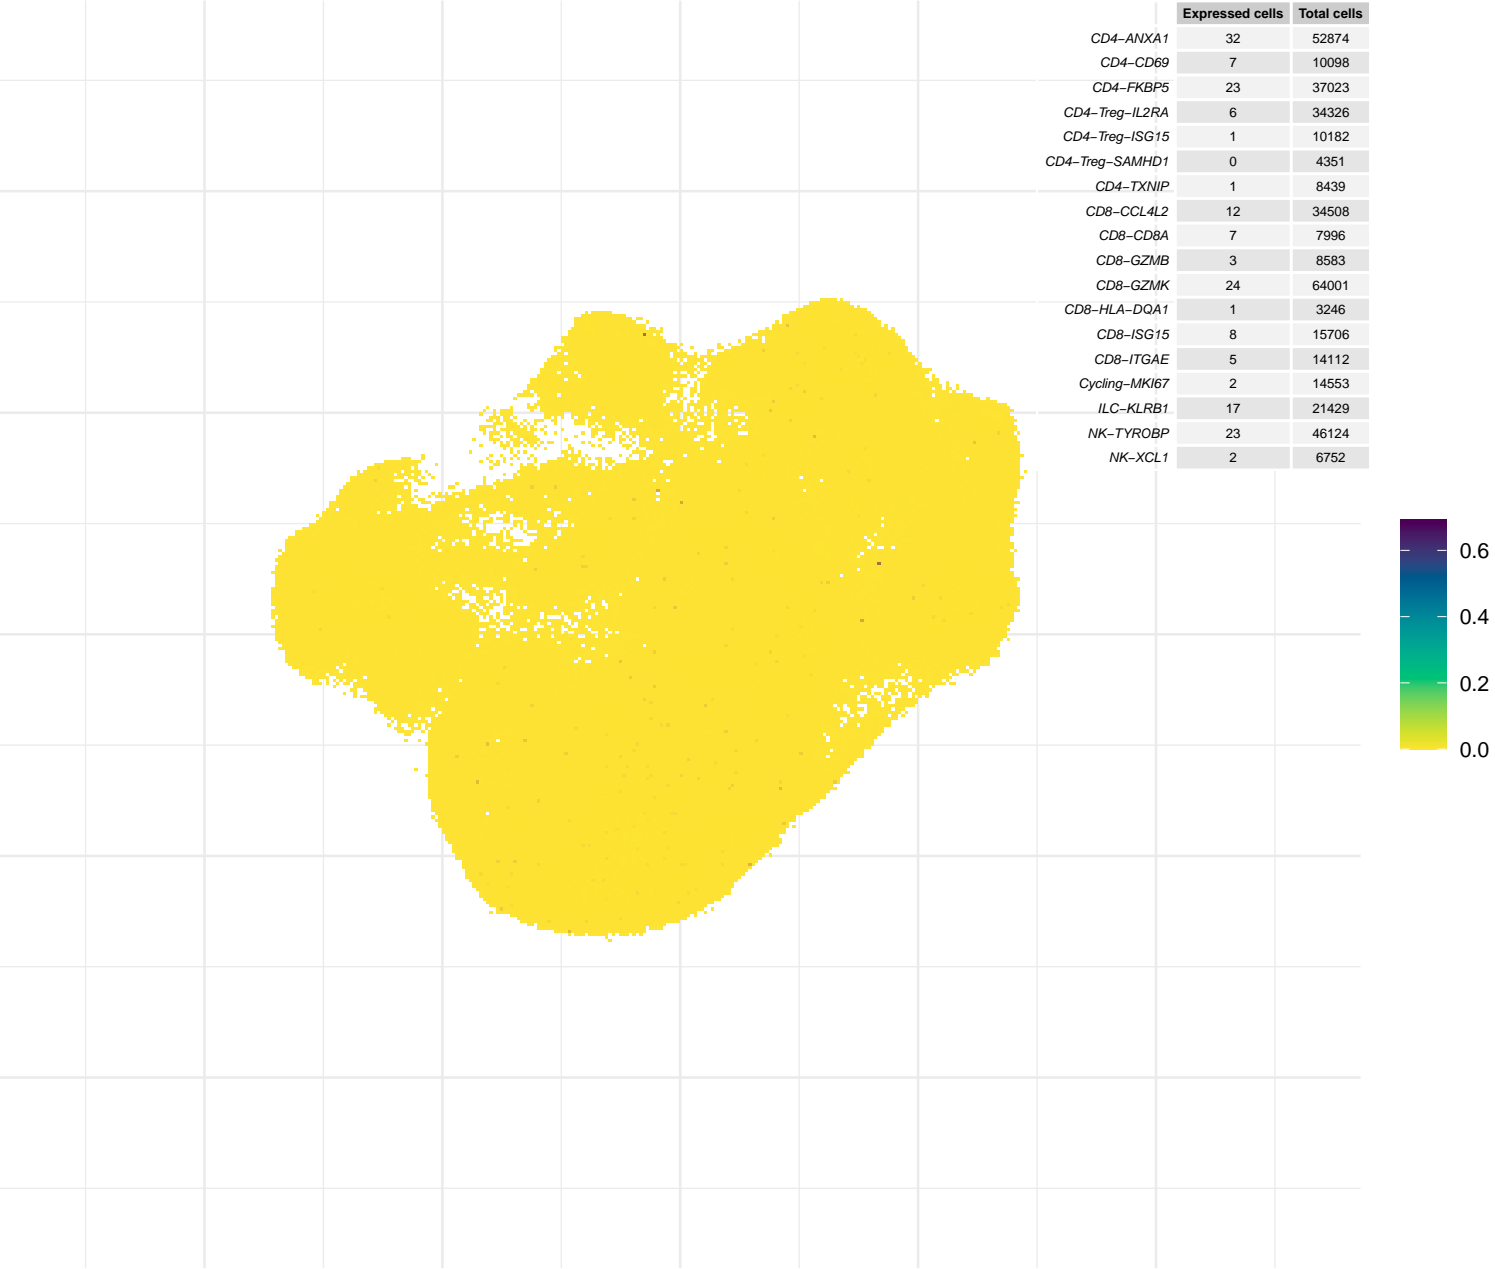 Expressed cells Total cells
CD4−ANXA1 32 52874
CD4−CD69 7 10098
CD4−FKBP5 23 37023
CD4−Treg−IL2RA 6 34326
CD4−Treg−ISG15 1 10182
CD4−Treg−SAMHD1 0 4351
CD4−TXNIP 1 8439
CD8−CCL4L2 12 34508
CD8−CD8A 7 7996
CD8−GZMB 3 8583
CD8−GZMK 24 64001
CD8−HLA−DQA1 1 3246
CD8−ISG15 8 15706
CD8−ITGAE 5 14112
Cycling−MKI67 2 14553
ILC−KLRB1 17 21429
NK−TYROBP 23 46124
NK−XCL1 2 6752
0.6
0.4
0.2
0.0